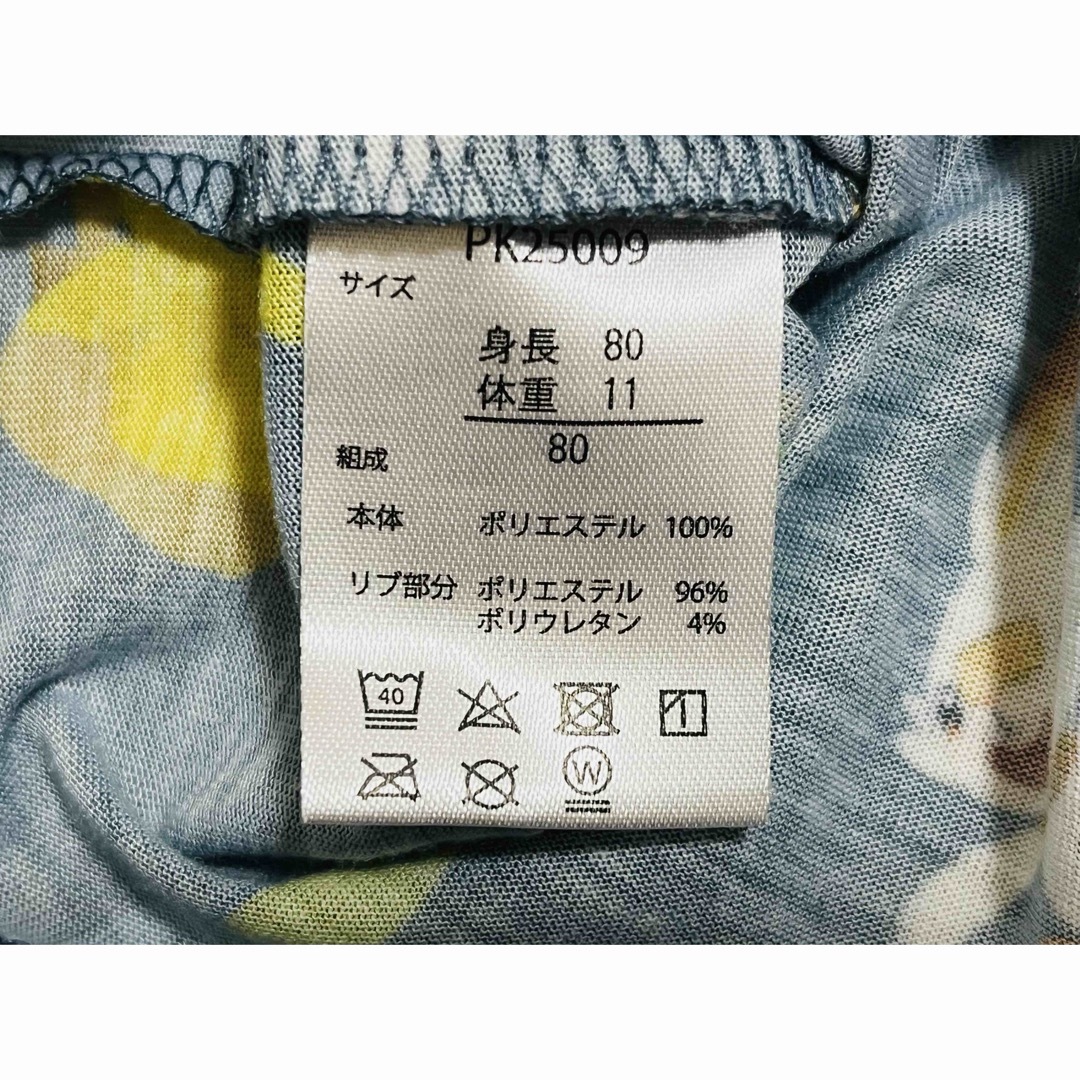 PK25009
サイズ
身長 80
体重 11
80
組成
本体 ポリエステル 100%
リブ部分 ポリエステル 96%
ポリウレタン 4%
40
W